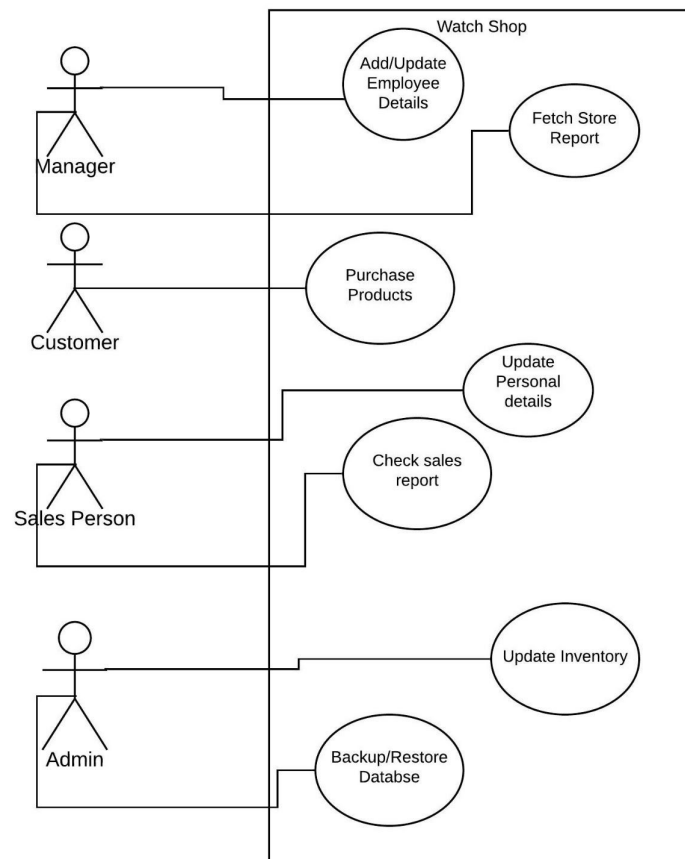 Watch Shop
Add/Update
Employee
Details
Fetch Store
Report
Manager
Purchase
Products
Customer
Update
Personal
details
Check sales
report
Sales Person
Update Inventory
Admin
Backup/Restore
Databse